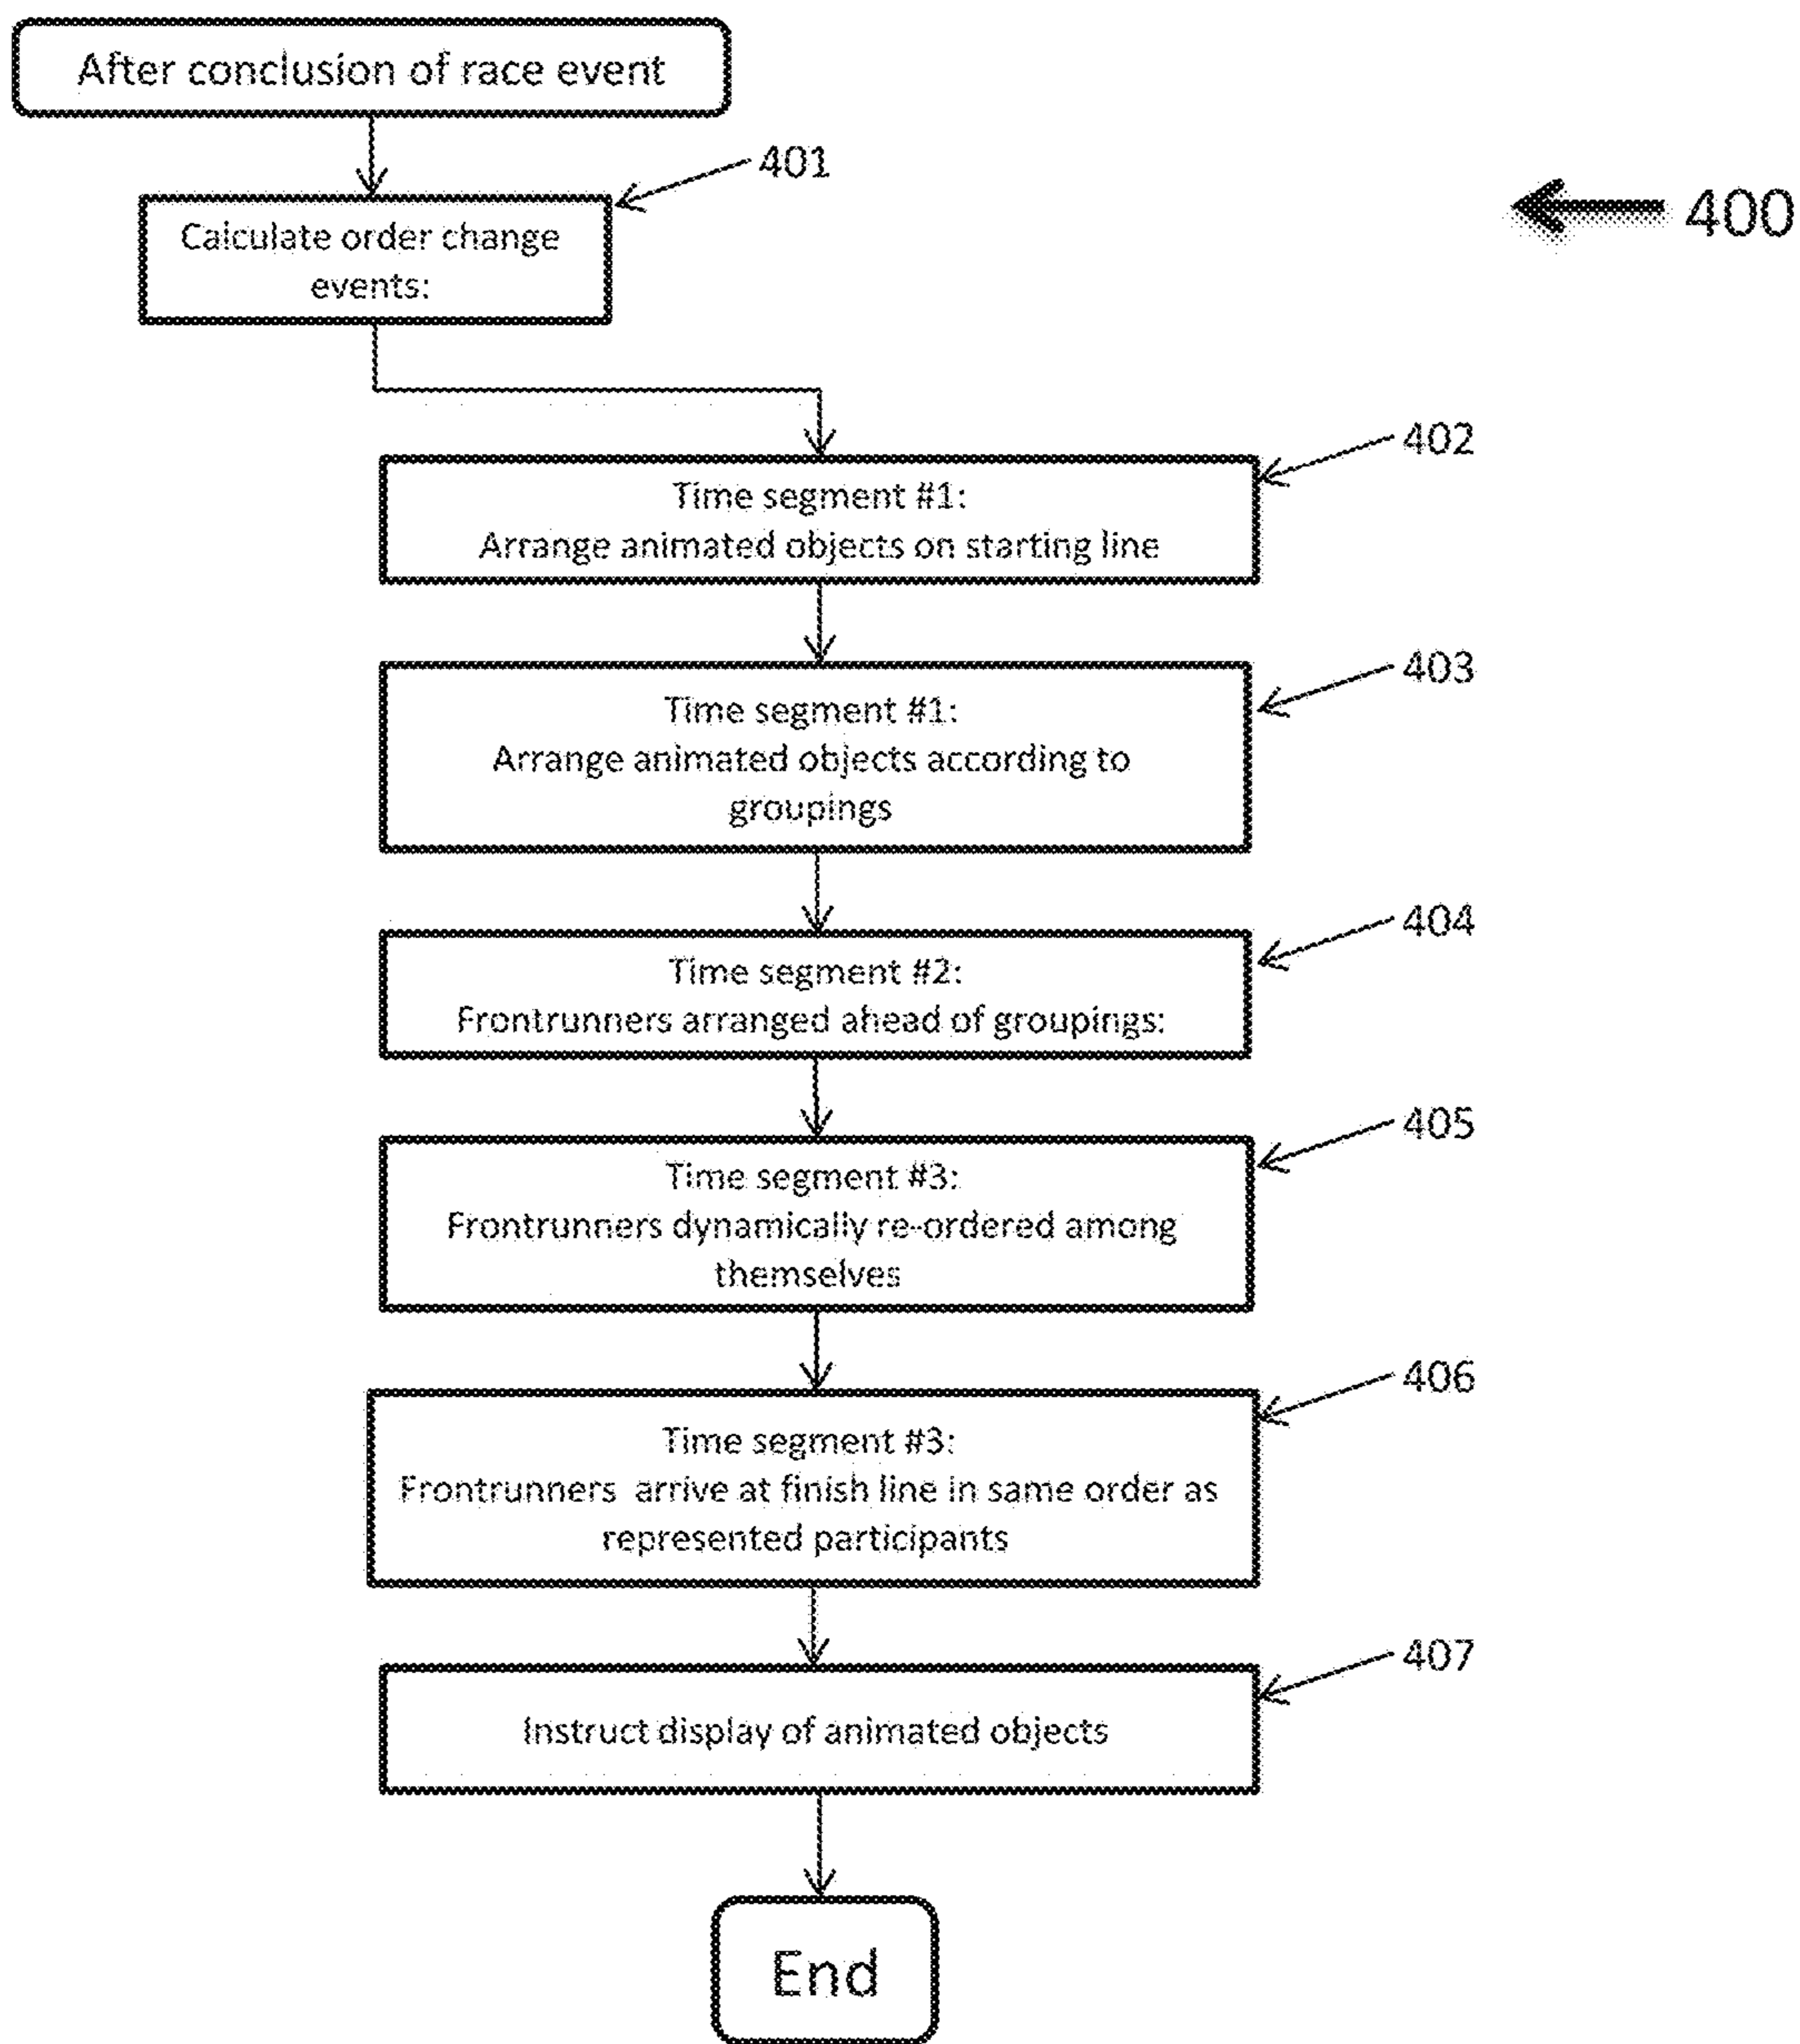 After conclusion of race event
401
400
Calculate order change
events:
402
Time segment #1:
Arrange animated objects on starting line
403
Time segment #1:
Arrange animated objects according to
groupings
404
Time segment #2:
Frontrunners arranged ahead of groupings:
405
Time segment #3:
Frontrunners dynamically re-ordered among
themselves
406
Time segment #3:
Frontrunners arrive at finish line in same order as
represented participants
407
Instruct display of animated objects
End